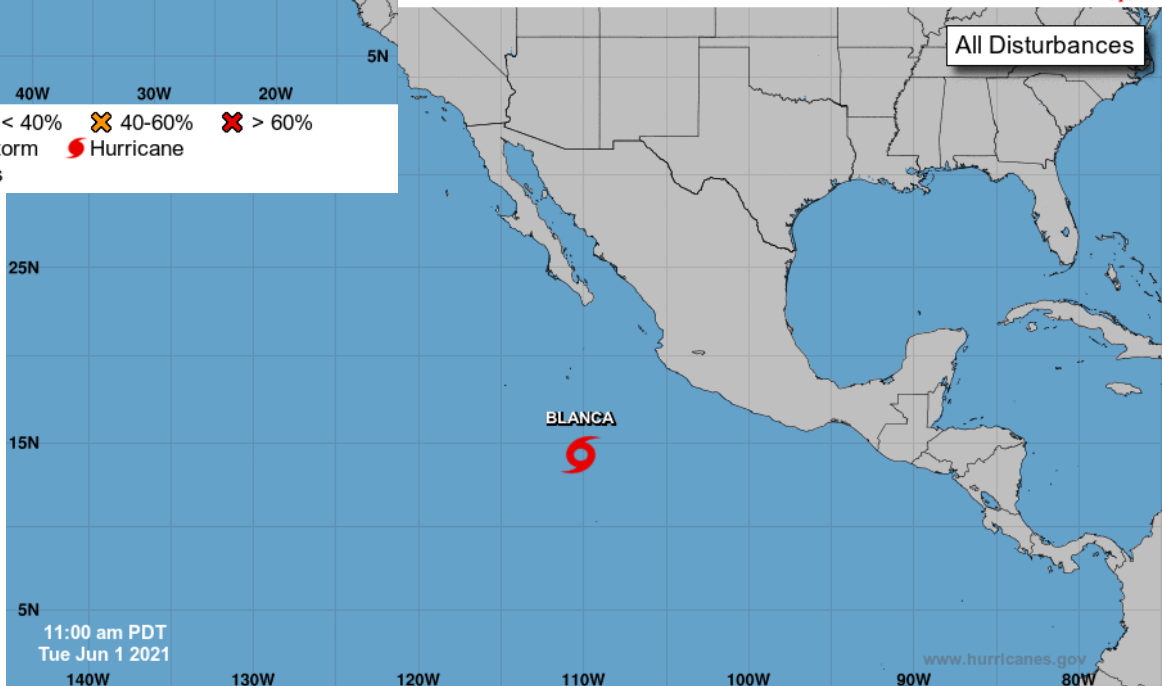 5N
All Disturbances
40W 30W 20W
< 40% 40-60% > 60%
Hurricane
25N
BLANCA
15N
5N
11:00 am PDT
Tue Jun 1 2021
www.hurricanes.gov
140W 130W 120W 110W 100W 90W 80W